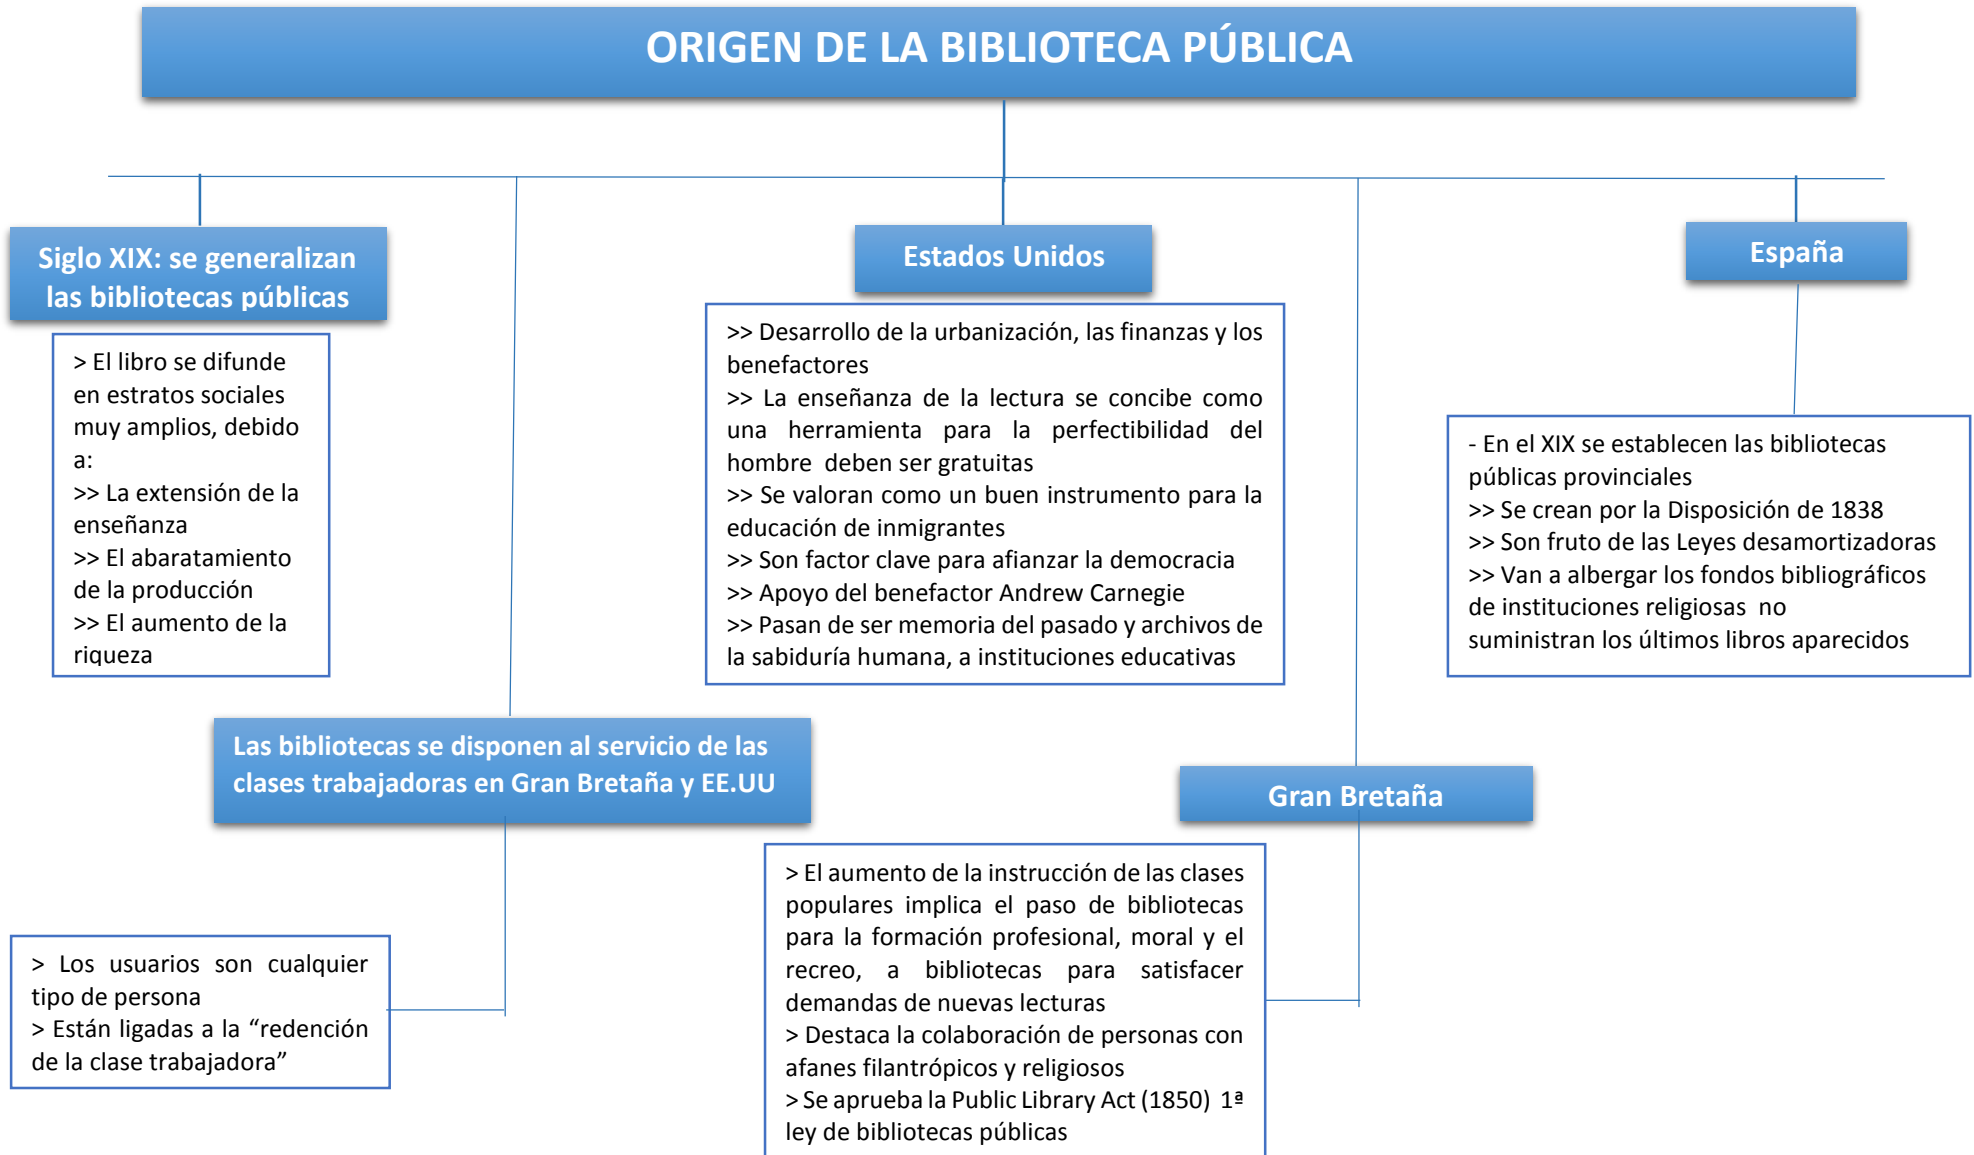 ORIGEN DE LA BIBLIOTECA PÚBLICA
Siglo XIX: se generalizan
las bibliotecas públicas
> El libro se difunde
en estratos sociales
muy amplios, debido
a:
>> La extensión de la
enseñanza
>> El abaratamiento
de la producción
>> El aumento de la
riqueza
Las bibliotecas se disponen al servicio de las
clases trabajadoras en Gran Bretaña y EE.UU
> Los usuarios son cualquier
tipo de persona
> Están ligadas a la “redención
de la clase trabajadora”
Estados Unidos
>> Desarrollo de la urbanización, las finanzas y los
benefactores
>> La enseñanza de la lectura se concibe como
una herramienta para la perfectibilidad del
hombre deben ser gratuitas
>> Se valoran como un buen instrumento para la
educación de inmigrantes
>> Son factor clave para afianzar la democracia
>> Apoyo del benefactor Andrew Carnegie
>> Pasan de ser memoria del pasado y archivos de
la sabiduría humana, a instituciones educativas
Gran Bretaña
> El aumento de la instrucción de las clases
populares implica el paso de bibliotecas
para la formación profesional, moral y el
recreo, a bibliotecas para satisfacer
demandas de nuevas lecturas
> Destaca la colaboración de personas con
afanes filantrópicos y religiosos
> Se aprueba la Public Library Act (1850) 1ª
ley de bibliotecas públicas
España
- En el XIX se establecen las bibliotecas
públicas provinciales
>> Se crean por la Disposición de 1838
>> Son fruto de las Leyes desamortizadoras
>> Van a albergar los fondos bibliográficos
de instituciones religiosas no
suministran los últimos libros aparecidos